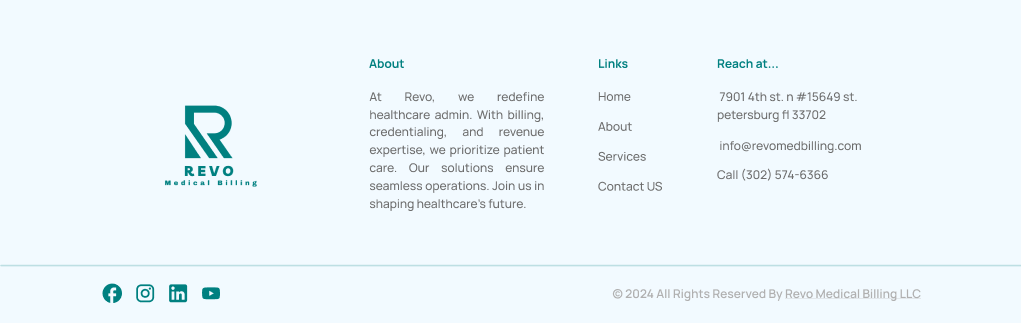 REVO
Medical Billing
About
At Revo, we redefine
healthcare admin. With billing,
credentialing, and revenue
expertise, we prioritize patient
care. Our solutions ensure
seamless operations. Join us in
shaping healthcare's future.
Links
Home
About
Services
Contact US
Reach at...
7901 4th st. n #15649 st.
petersburg fl 33702
info@revomedbilling.com
Call (302) 574-6366
© 2024 All Rights Reserved By Revo Medical Billing LLC